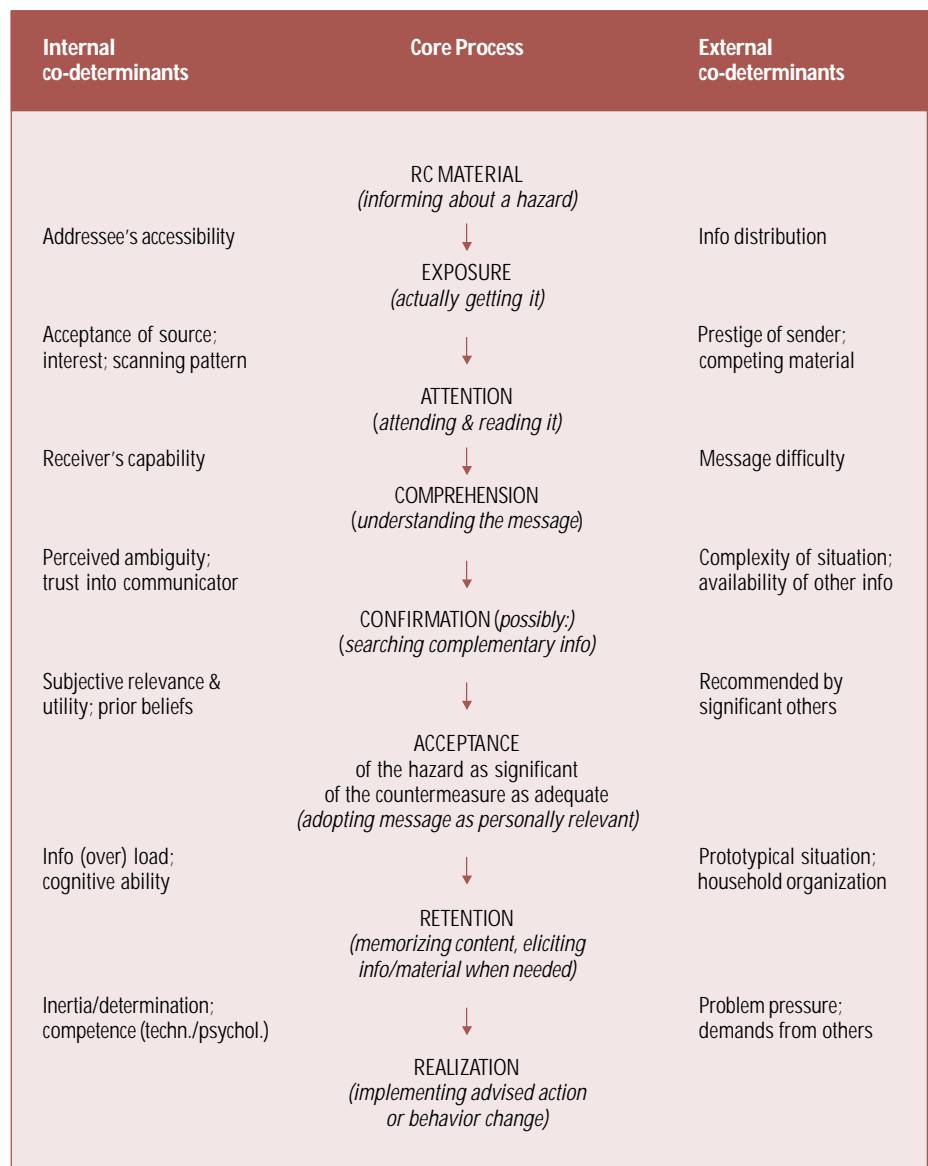 Internal
co-determinants
Core Process
External
co-determinants
RC MATERIAL
(informing about a hazard)
Addressee's accessibility
Info distribution
EXPOSURE
(actually getting it)
Acceptance of source;
interest; scanning pattern
Prestige of sender;
competing material
ATTENTION
(attending & reading it)
Receiver's capability
Message difficulty
COMPREHENSION
(understanding the message)
Perceived ambiguity;
trust into communicator
Complexity of situation;
availability of other info
CONFIRMATION (possibly:)
(searching complementary info)
Subjective relevance &
utility; prior beliefs
Recommended by
significant others
ACCEPTANCE
of the hazard as significant
of the countermeasure as adequate
(adopting message as personally relevant)
Info (over) load;
cognitive ability
Prototypical situation;
household organization
RETENTION
(memorizing content, eliciting
info/material when needed)
Inertia/determination;
competence (techn./psychol.)
Problem pressure;
demands from others
REALIZATION
(implementing advised action
or behavior change)